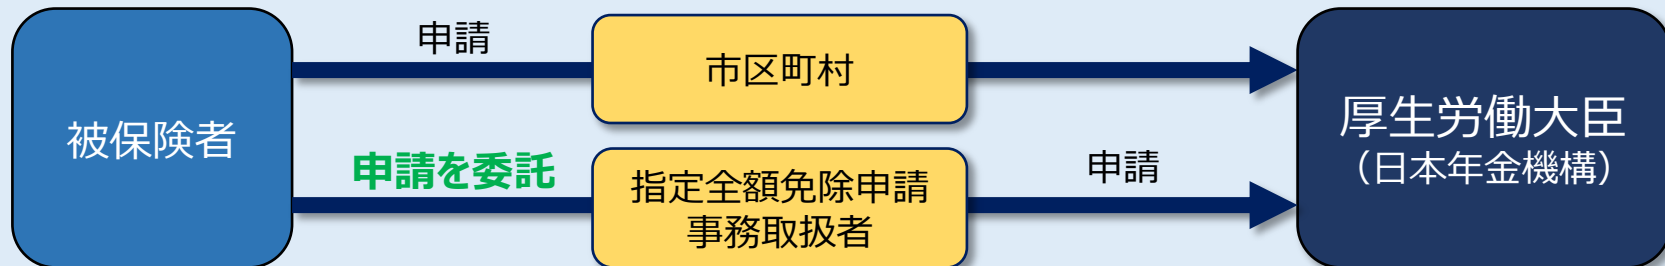 被保険者
申請
市区町村
申請を委託
指定全額免除申請
事務取扱者
申請
厚生労働大臣
（日本年金機構）